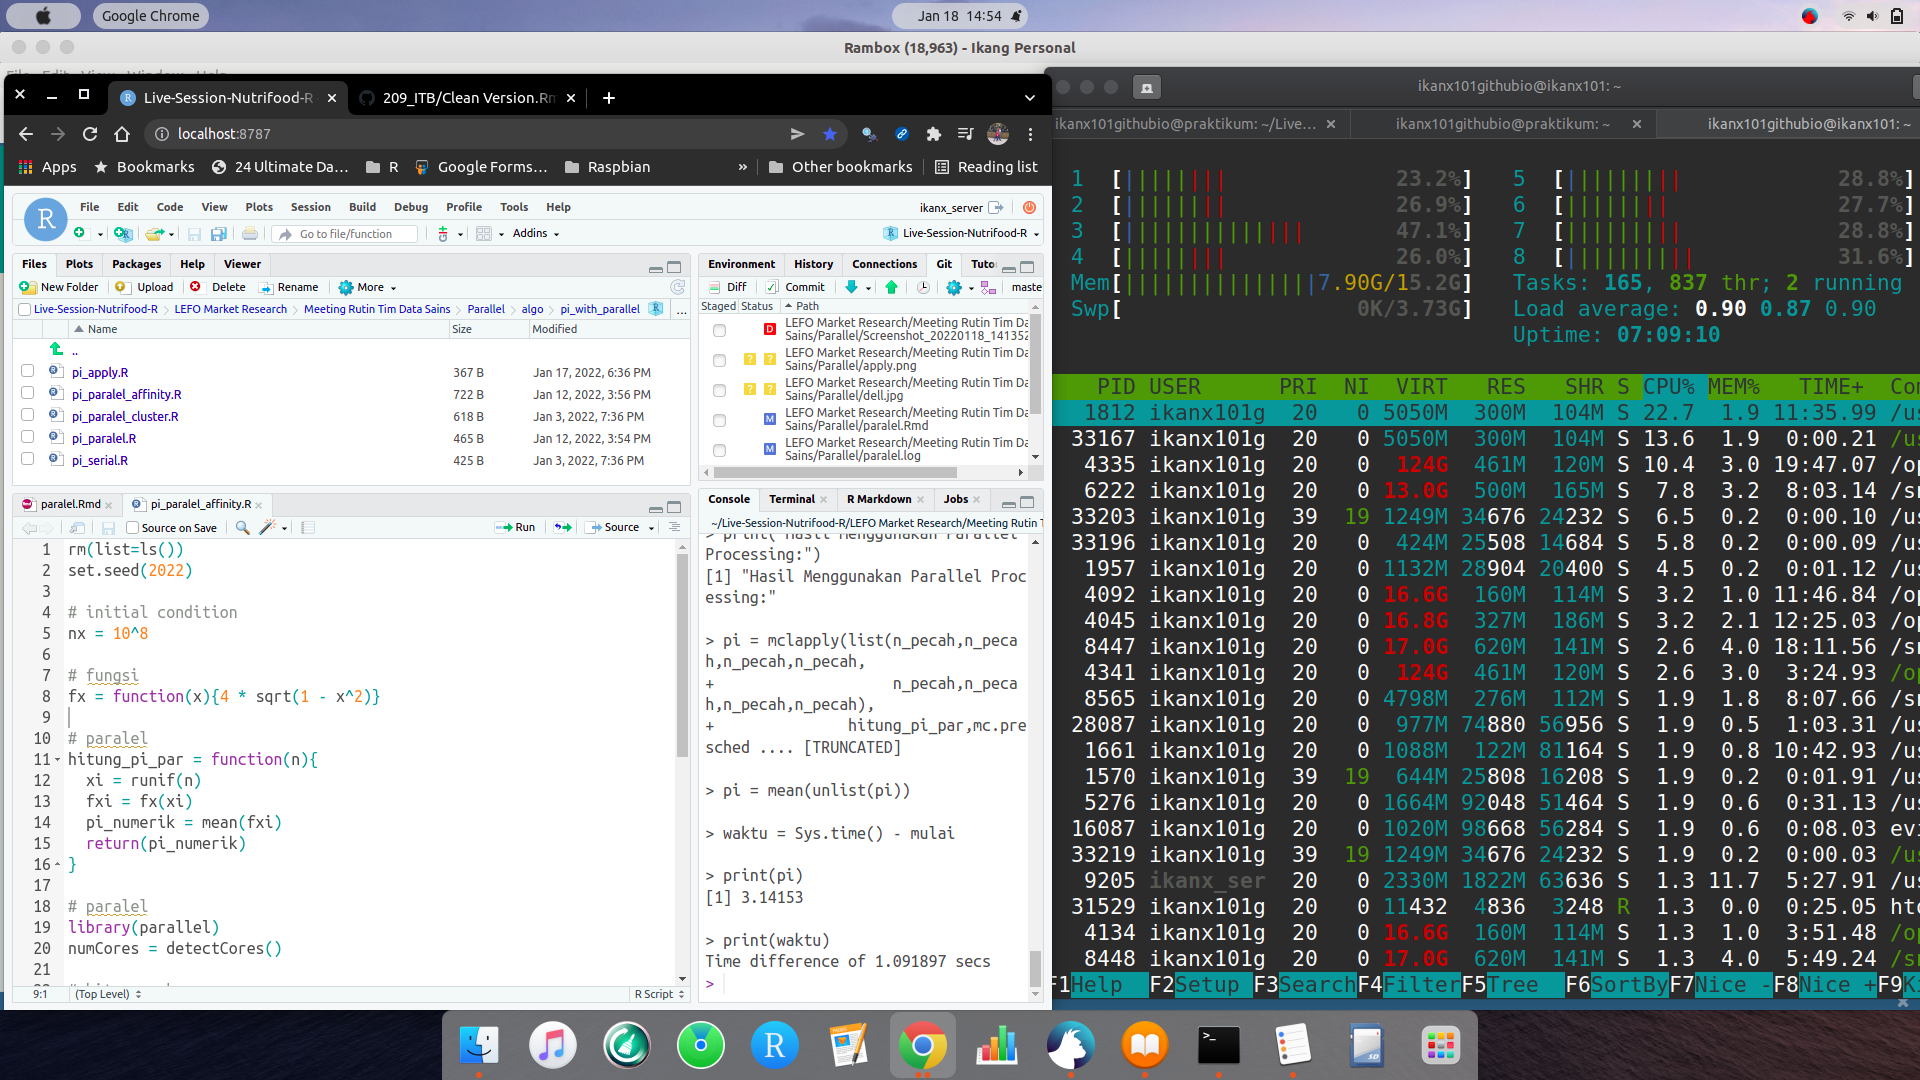 Google Chrome
Jan 18 14:54
Rambox (18,963) - Ikang Personal
Live-Session-Nutrifood-R
209_ITB/Clean Version.Rm
localhost:8787
Apps Bookmarks 24 Ultimate Da… R Google Forms… Raspbian » Other bookmarks Reading list
File Edit Code View Plots Session Build Debug Profile Tools Help
ikanx_server
Go to file/function
Addins
Live-Session-Nutrifood-R
Files Plots Packages Help Viewer
New Folder Upload Delete Rename More
Live-Session-Nutrifood-R LEFO Market Research Meeting Rutin Tim Data Sains Parallel algo pi_with_parallel ...
Name Size Modified
..
pi_apply.R 367 B Jan 17, 2022, 6:36 PM
pi_paralel_affinity.R 722 B Jan 12, 2022, 3:56 PM
pi_paralel_cluster.R 618 B Jan 3, 2022, 7:36 PM
pi_paralel.R 465 B Jan 12, 2022, 3:54 PM
pi_serial.R 425 B Jan 3, 2022, 7:36 PM
paralel.Rmd pi_paralel_affinity.R
Source on Save Run Source
1 rm(list=ls())
2 set.seed(2022)
3
4 # initial condition
5 nx = 10^8
6
7 # fungsi
8 fx = function(x){4 * sqrt(1 - x^2)}
9
10 # paralel
11 hitung_pi_par = function(n){
12 xi = runif(n)
13 fxi = fx(xi)
14 pi_numerik = mean(fxi)
15 return(pi_numerik)
16 }
17
18 # paralel
19 library(parallel)
20 numCores = detectCores()
21
9:1 (Top Level) R Script
Environment History Connections Git Tuto
Diff Commit maste
Staged Status Path
D LEFO Market Research/Meeting Rutin Tim Da
Sains/Parallel/Screenshot_20220118_141352
? ? LEFO Market Research/Meeting Rutin Tim Da
Sains/Parallel/apply.png
? ? LEFO Market Research/Meeting Rutin Tim Da
Sains/Parallel/dell.jpg
M LEFO Market Research/Meeting Rutin Tim Da
Sains/Parallel/paralel.Rmd
M LEFO Market Research/Meeting Rutin Tim Da
Sains/Parallel/paralel.log
Console Terminal R Markdown Jobs
~/Live-Session-Nutrifood-R/LEFO Market Research/Meeting Rutin T
> print("Hasil Menggunakan Parallel
Processing:")
[1] "Hasil Menggunakan Parallel Proc
essing:"
> pi = mclapply(list(n_pecah,n_peca
h,n_pecah,n_pecah,
+ n_pecah,n_peca
h,n_pecah,n_pecah),
+ hitung_pi_par,mc.pre
sched .... [TRUNCATED]
> pi = mean(unlist(pi))
> waktu = Sys.time() - mulai
> print(pi)
[1] 3.14153
> print(waktu)
Time difference of 1.091897 secs
>
ikanx101githubio@ikanx101: ~
ikanx101githubio@praktikum: ~/Live… ikanx101githubio@praktikum: ~ ikanx101githubio@ikanx101: ~
1 [ 23.2%] 5 [ 28.8%]
2 [ 26.9%] 6 [ 27.7%]
3 [ 47.1%] 7 [ 28.8%]
4 [ 26.0%] 8 [ 31.6%]
Mem[ 7.90G/15.2G] Tasks: 165, 837 thr; 2 running
Swp[ 0K/3.73G] Load average: 0.90 0.87 0.90
Uptime: 07:09:10
PID USER PRI NI VIRT RES SHR S CPU% MEM% TIME+ Co
1812 ikanx101g 20 0 5050M 300M 104M S 22.7 1.9 11:35.99 /us
33167 ikanx101g 20 0 5050M 300M 104M S 13.6 1.9 0:00.21 /us
4335 ikanx101g 20 0 124G 461M 120M S 10.4 3.0 19:47.07 /op
6222 ikanx101g 20 0 13.0G 500M 165M S 7.8 3.2 8:03.14 /sn
33203 ikanx101g 39 19 1249M 34676 24232 S 6.5 0.2 0:00.10 /us
33196 ikanx101g 20 0 424M 25508 14684 S 5.8 0.2 0:00.09 /us
1957 ikanx101g 20 0 1132M 28904 20400 S 4.5 0.2 0:01.12 /us
4092 ikanx101g 20 0 16.6G 160M 114M S 3.2 1.0 11:46.84 /op
4045 ikanx101g 20 0 16.8G 327M 186M S 3.2 2.1 12:25.03 /op
8447 ikanx101g 20 0 17.0G 620M 141M S 2.6 4.0 18:11.56 /sn
4341 ikanx101g 20 0 124G 461M 120M S 2.6 3.0 3:24.93 /op
8565 ikanx101g 20 0 4798M 276M 112M S 1.9 1.8 8:07.66 /sn
28087 ikanx101g 20 0 977M 74880 56956 S 1.9 0.5 1:03.31 /us
1661 ikanx101g 20 0 1088M 122M 81164 S 1.9 0.8 10:42.93 /us
1570 ikanx101g 39 19 644M 25808 16208 S 1.9 0.2 0:01.91 /us
5276 ikanx101g 20 0 1664M 92048 51464 S 1.9 0.6 0:31.13 /us
16087 ikanx101g 20 0 1020M 98668 56284 S 1.9 0.6 0:08.03 evi
33219 ikanx101g 39 19 1249M 34676 24232 S 1.9 0.2 0:00.03 /us
9205 ikanx_ser 20 0 2330M 1822M 63636 S 1.3 11.7 5:27.91 /us
31529 ikanx101g 20 0 11432 4836 3248 R 1.3 0.0 0:25.05 hto
4134 ikanx101g 20 0 16.6G 160M 114M S 1.3 1.0 3:51.48 /op
8448 ikanx101g 20 0 17.0G 620M 141M S 1.3 4.0 5:49.24 /sn
F1Help F2Setup F3SearchF4FilterF5Tree F6SortByF7Nice -F8Nice +F9Ki